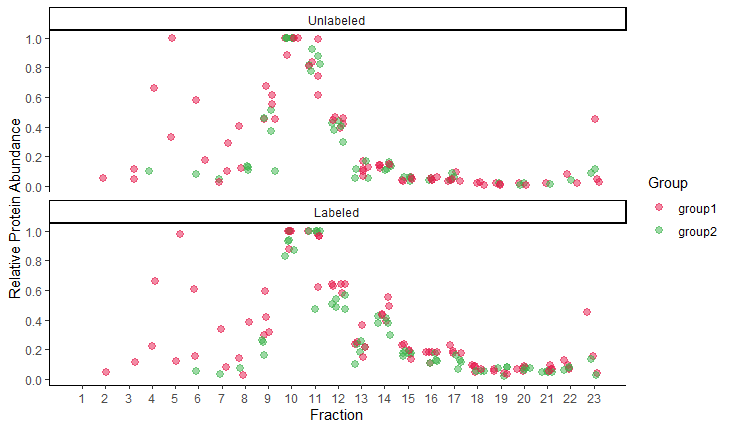 Unlabeled
1.0
0.8
0.6
0.4
0.2
0.0
Labeled
1.0
0.8
0.6
0.4
0.2
0.0
Relative Protein Abundance
1 2 3 4 5 6 7 8 9 10 11 12 13 14 15 16 17 18 19 20 21 22 23
Fraction
Group
group1
group2